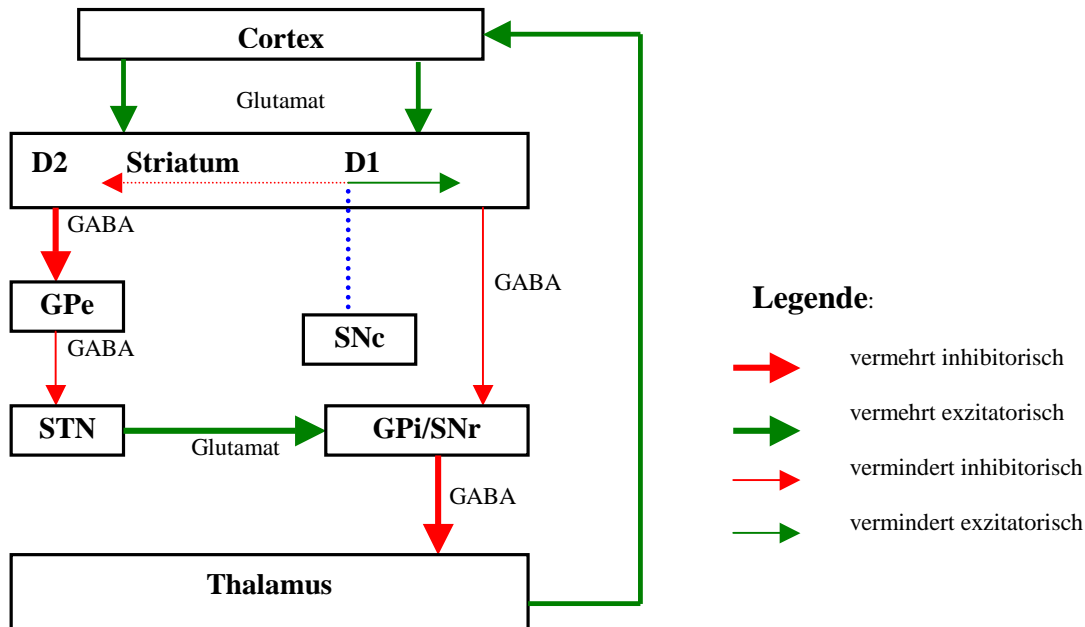 Cortex
Glutamat
D2 Striatum D1
GABA
GABA
GPe
SNc
GABA
STN
GPi/SNr
Glutamat
GABA
Thalamus
Legende:
vermehrt inhibitorisch
vermehrt exzitatorisch
vermindert inhibitorisch
vermindert exzitatorisch